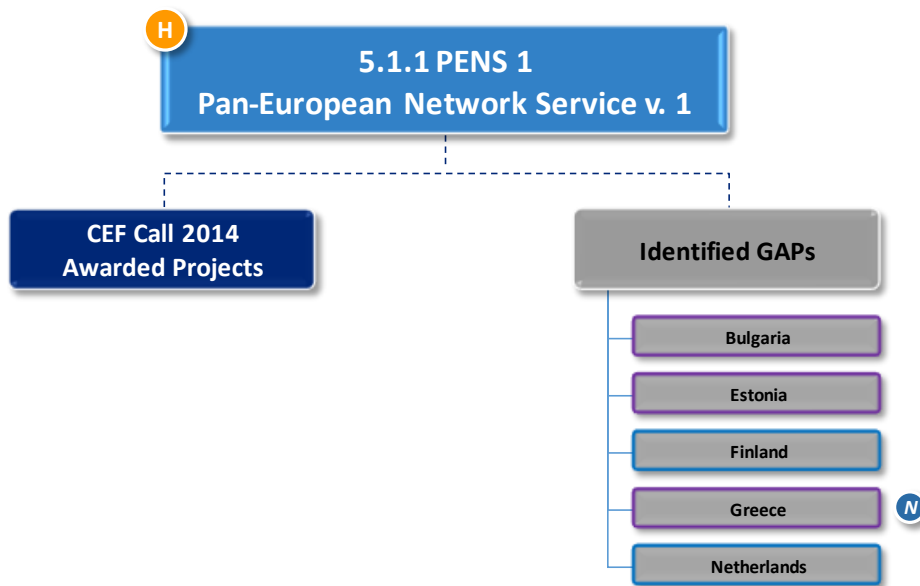 H
5.1.1 PENS 1
Pan-European Network Service v. 1
CEF Call 2014
Awarded Projects
Identified GAPs
Bulgaria
Estonia
Finland
Greece
N
Netherlands